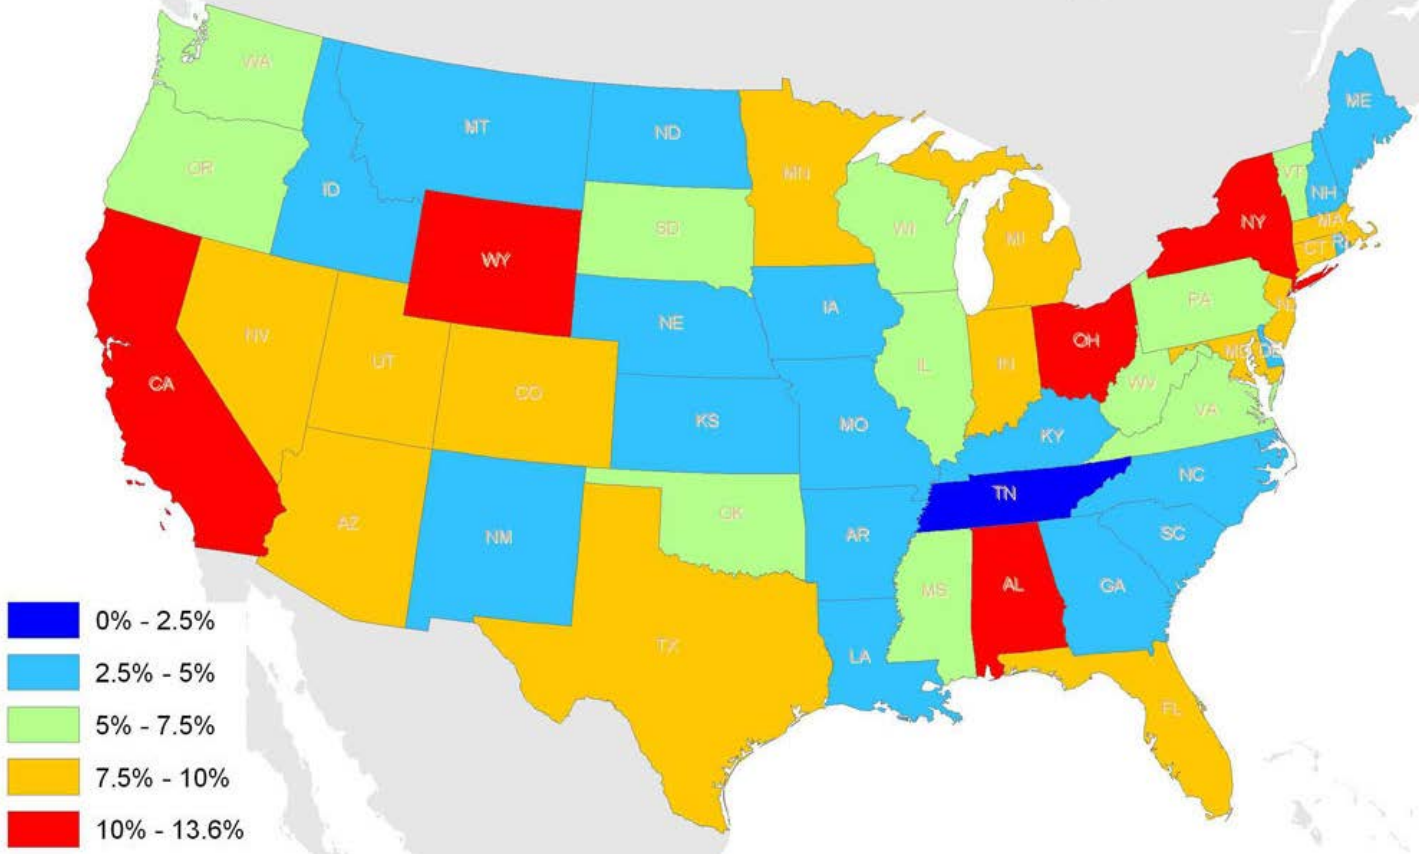 WA
MT
ND
ME
OR
ID
MN
VT
NH
SD
WI
NY
MA
MI
CT
RI
WY
PA
NJ
NE
IA
NV
OH
UT
IN
MD
DE
IL
CA
CO
WV
VA
KS
MO
KY
NC
TN
AZ
OK
NM
AR
SC
MS
AL
GA
TX
LA
FL
0% - 2.5%
2.5% - 5%
5% - 7.5%
7.5% - 10%
10% - 13.6%